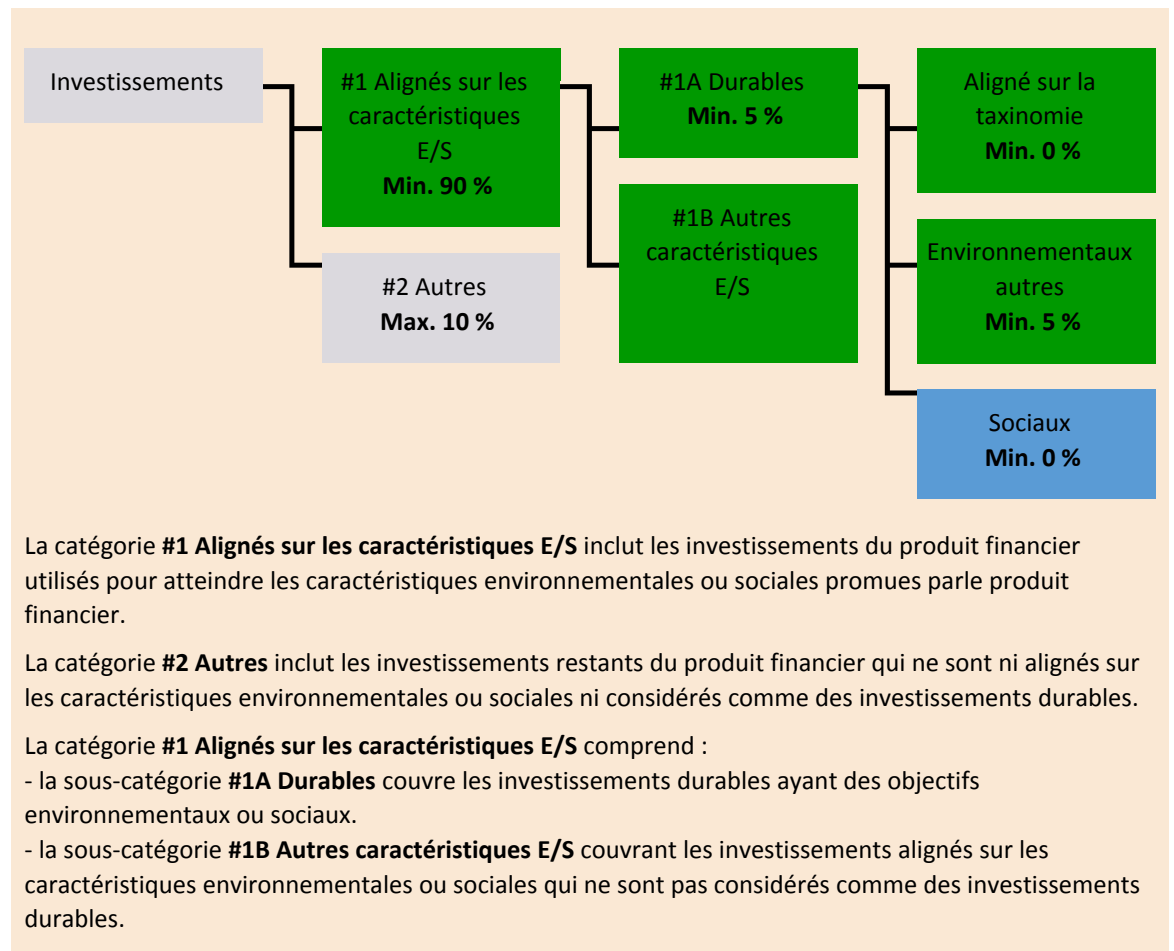 Investissements
#1 Alignés sur les
caractéristiques
E/S
Min. 90 %
#2 Autres
Max. 10 %
#1A Durables
Min. 5 %
#1B Autres
caractéristiques
E/S
Aligné sur la
taxinomie
Min. 0 %
Environnementaux
autres
Min. 5 %
Sociaux
Min. 0 %
La catégorie #1 Alignés sur les caractéristiques E/S inclut les investissements du produit financier
utilisés pour atteindre les caractéristiques environnementales ou sociales promues parle produit
financier.
La catégorie #2 Autres inclut les investissements restants du produit financier qui ne sont ni alignés sur
les caractéristiques environnementales ou sociales ni considérés comme des investissements durables.
La catégorie #1 Alignés sur les caractéristiques E/S comprend :
- la sous-catégorie #1A Durables couvre les investissements durables ayant des objectifs
environnementaux ou sociaux.
- la sous-catégorie #1B Autres caractéristiques E/S couvrant les investissements alignés sur les
caractéristiques environnementales ou sociales qui ne sont pas considérés comme des investissements
durables.